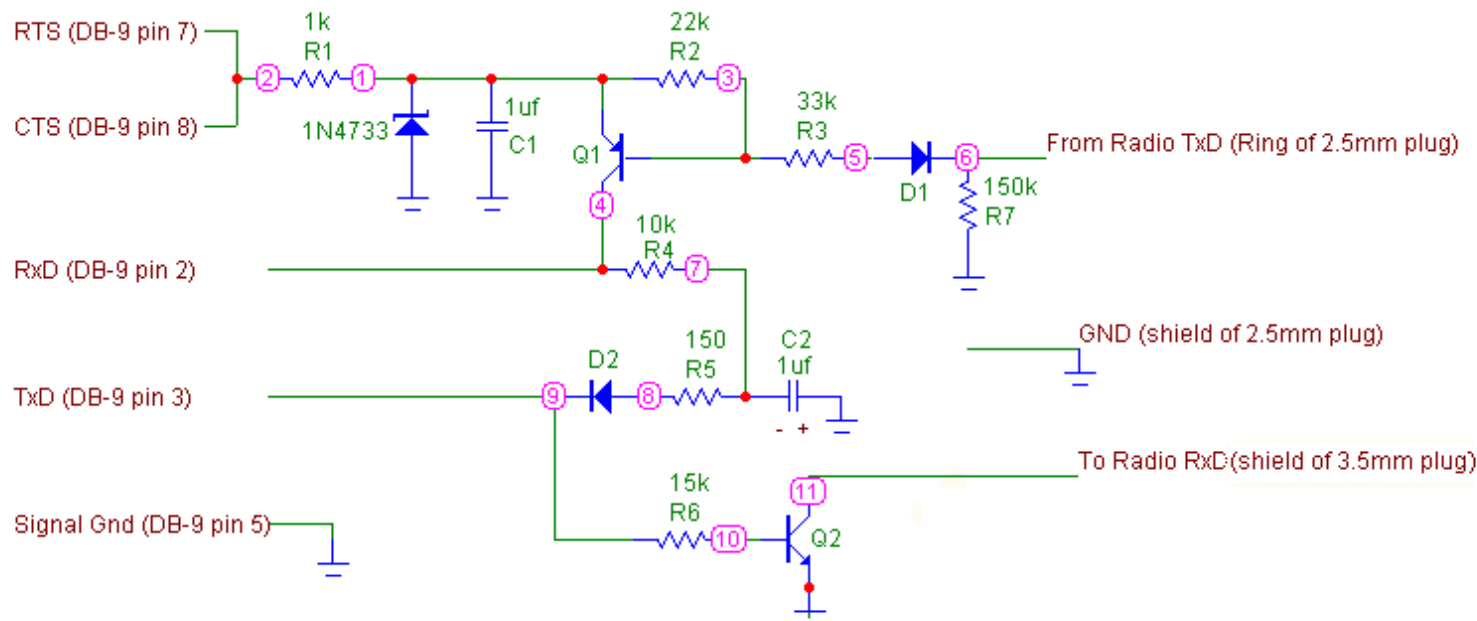 RTS (DB-9 pin 7)
1k
R1
22k
R2
2
1
3
CTS (DB-9 pin 8)
1N4733
1uf
C1
Q1
33k
R3
5
6
From Radio TxD (Ring of 2.5mm plug)
D1
150k
R7
4
10k
R4
RxD (DB-9 pin 2)
7
GND (shield of 2.5mm plug)
D2
150
R5
C2
1uf
TxD (DB-9 pin 3)
9
8
- +
To Radio RxD(shield of 3.5mm plug)
15k
R6
11
Signal Gnd (DB-9 pin 5)
10
Q2